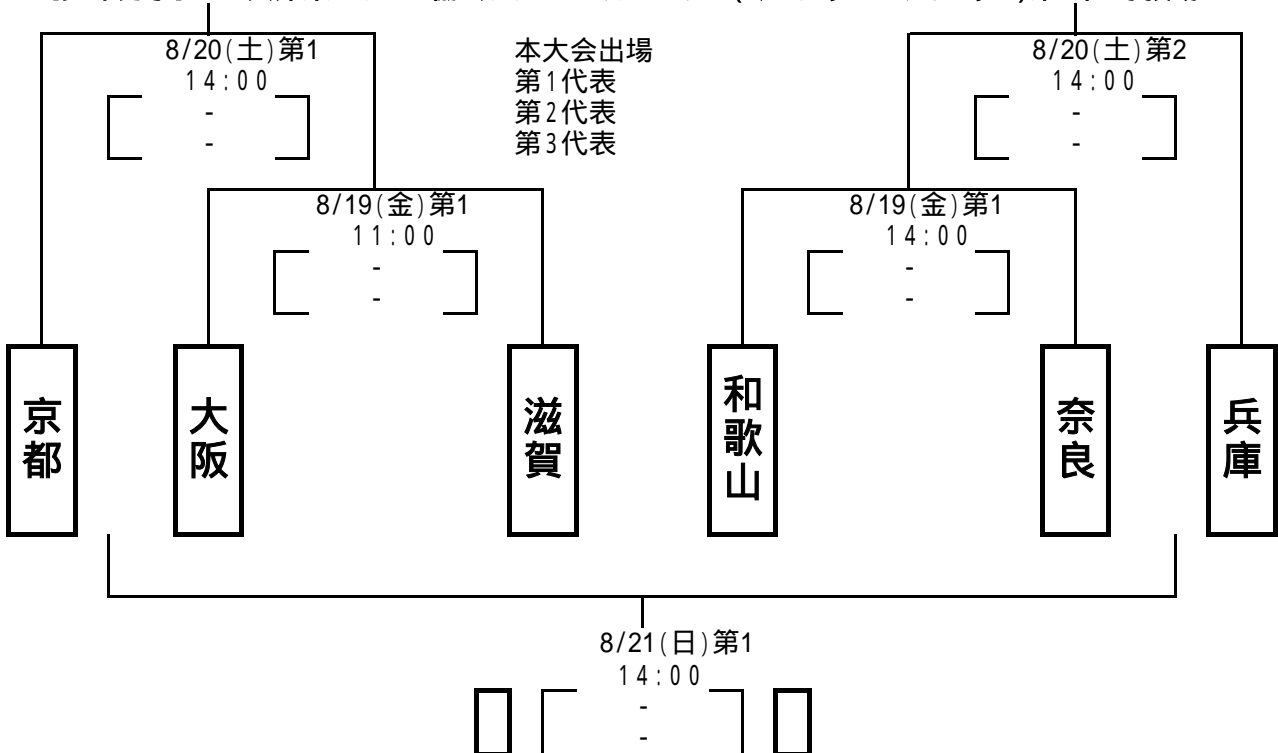 8/20(土)第1
14:00
-
-
本大会出場
第1代表
第2代表
第3代表
8/20(土)第2
14:00
-
-
8/19(金)第1
11:00
-
-
8/19(金)第1
14:00
-
-
京都
大阪
滋賀
和歌山
奈良
兵庫
8/21(日)第1
14:00
-
-